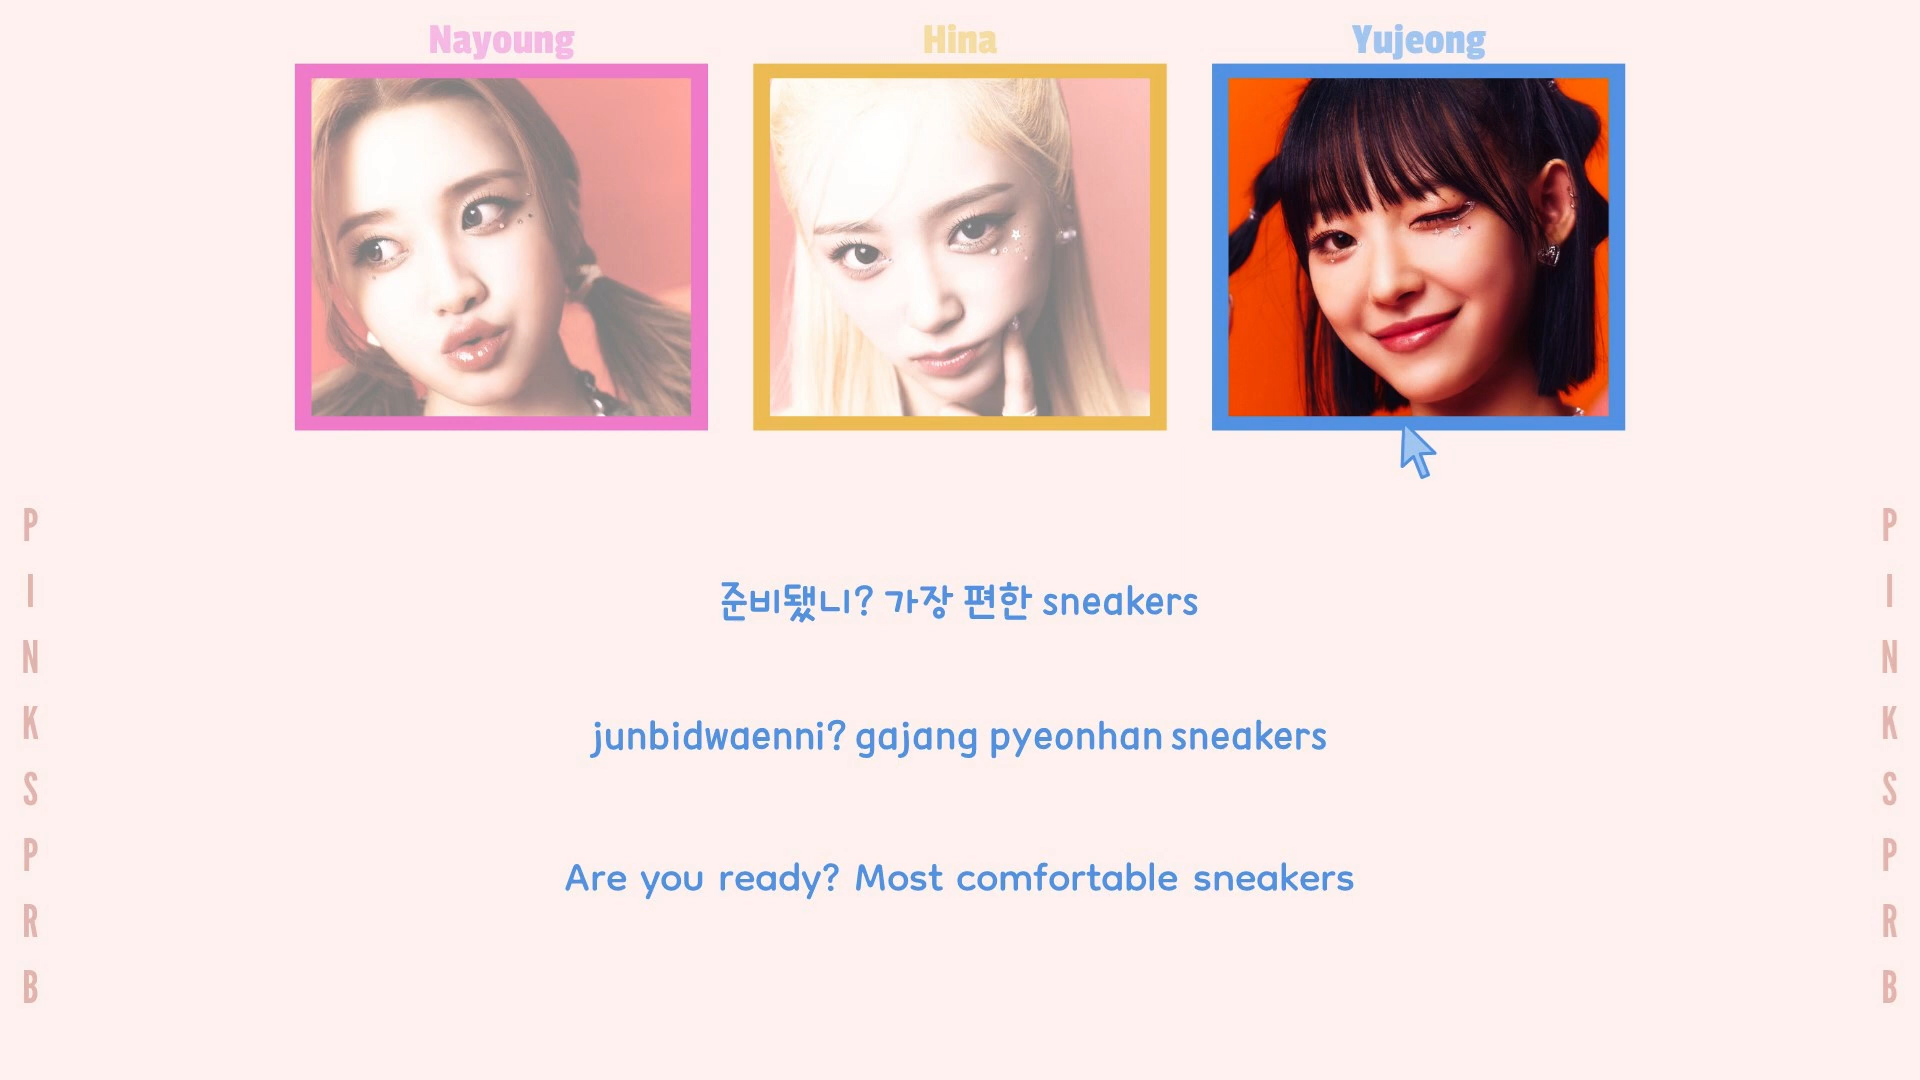 Nayoung
Hina
Yujeong
준비됐니? 가장 편한 sneakers
junbidwaenni? gajang pyeonhan sneakers
Are you ready? Most comfortable sneakers
PINKSPRB
PINKSPRB